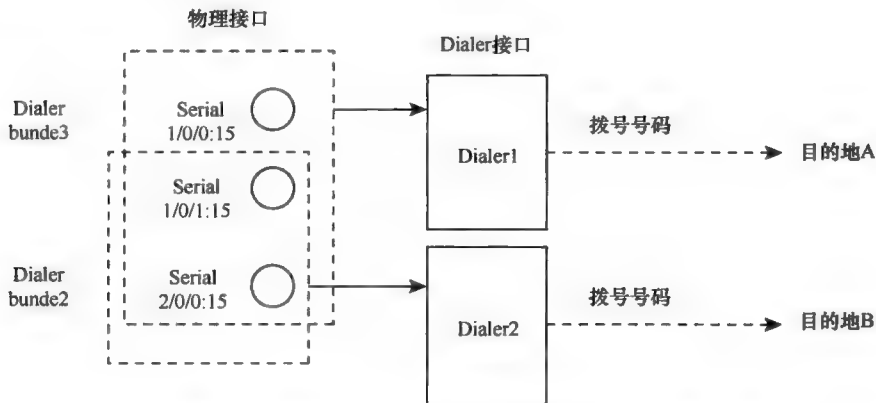 物理接口
Dialer接口
Dialer
bunde3
Serial
1/0/0:15
Serial
1/0/1:15
Dialer
bunde2
Serial
2/0/0:15
Dialer1
拨号号码
目的地A
Dialer2
拨号号码
目的地B